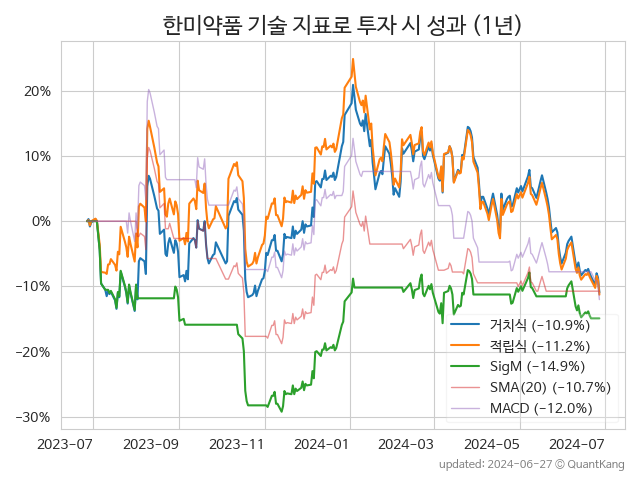 한미약품 기술 지표로 투자 시 성과 (1년)
20%
10%
0%
−10%
−20%
−30%
거치식 (−10.9%)
적립식 (−11.2%)
SigM (−14.9%)
SMA(20) (−10.7%)
MACD (−12.0%)
2023-07 2023-09 2023-11 2024-01 2024-03 2024-05 2024-07
updated: 2024-06-27 © QuantKang